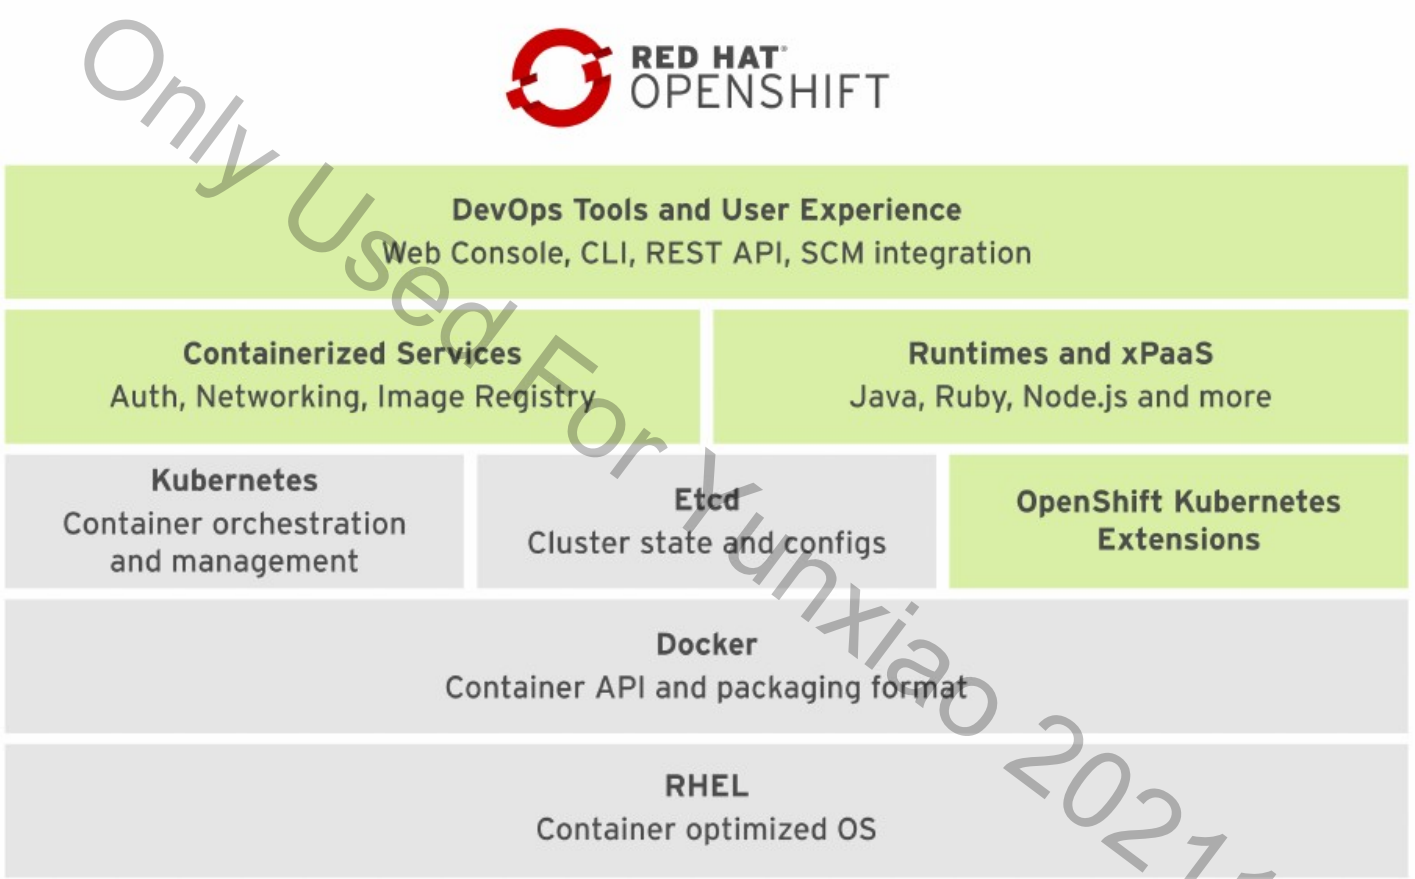 RED HAT®
OPENSHIFT
DevOps Tools and User Experience
Web Console, CLI, REST API, SCM integration
Containerized Services
Auth, Networking, Image Registry
Runtimes and xPaaS
Java, Ruby, Node.js and more
Kubernetes
Container orchestration
and management
Etcd
Cluster state and configs
OpenShift Kubernetes
Extensions
Docker
Container API and packaging format
RHEL
Container optimized OS
Only Used For Yunxiao 2021